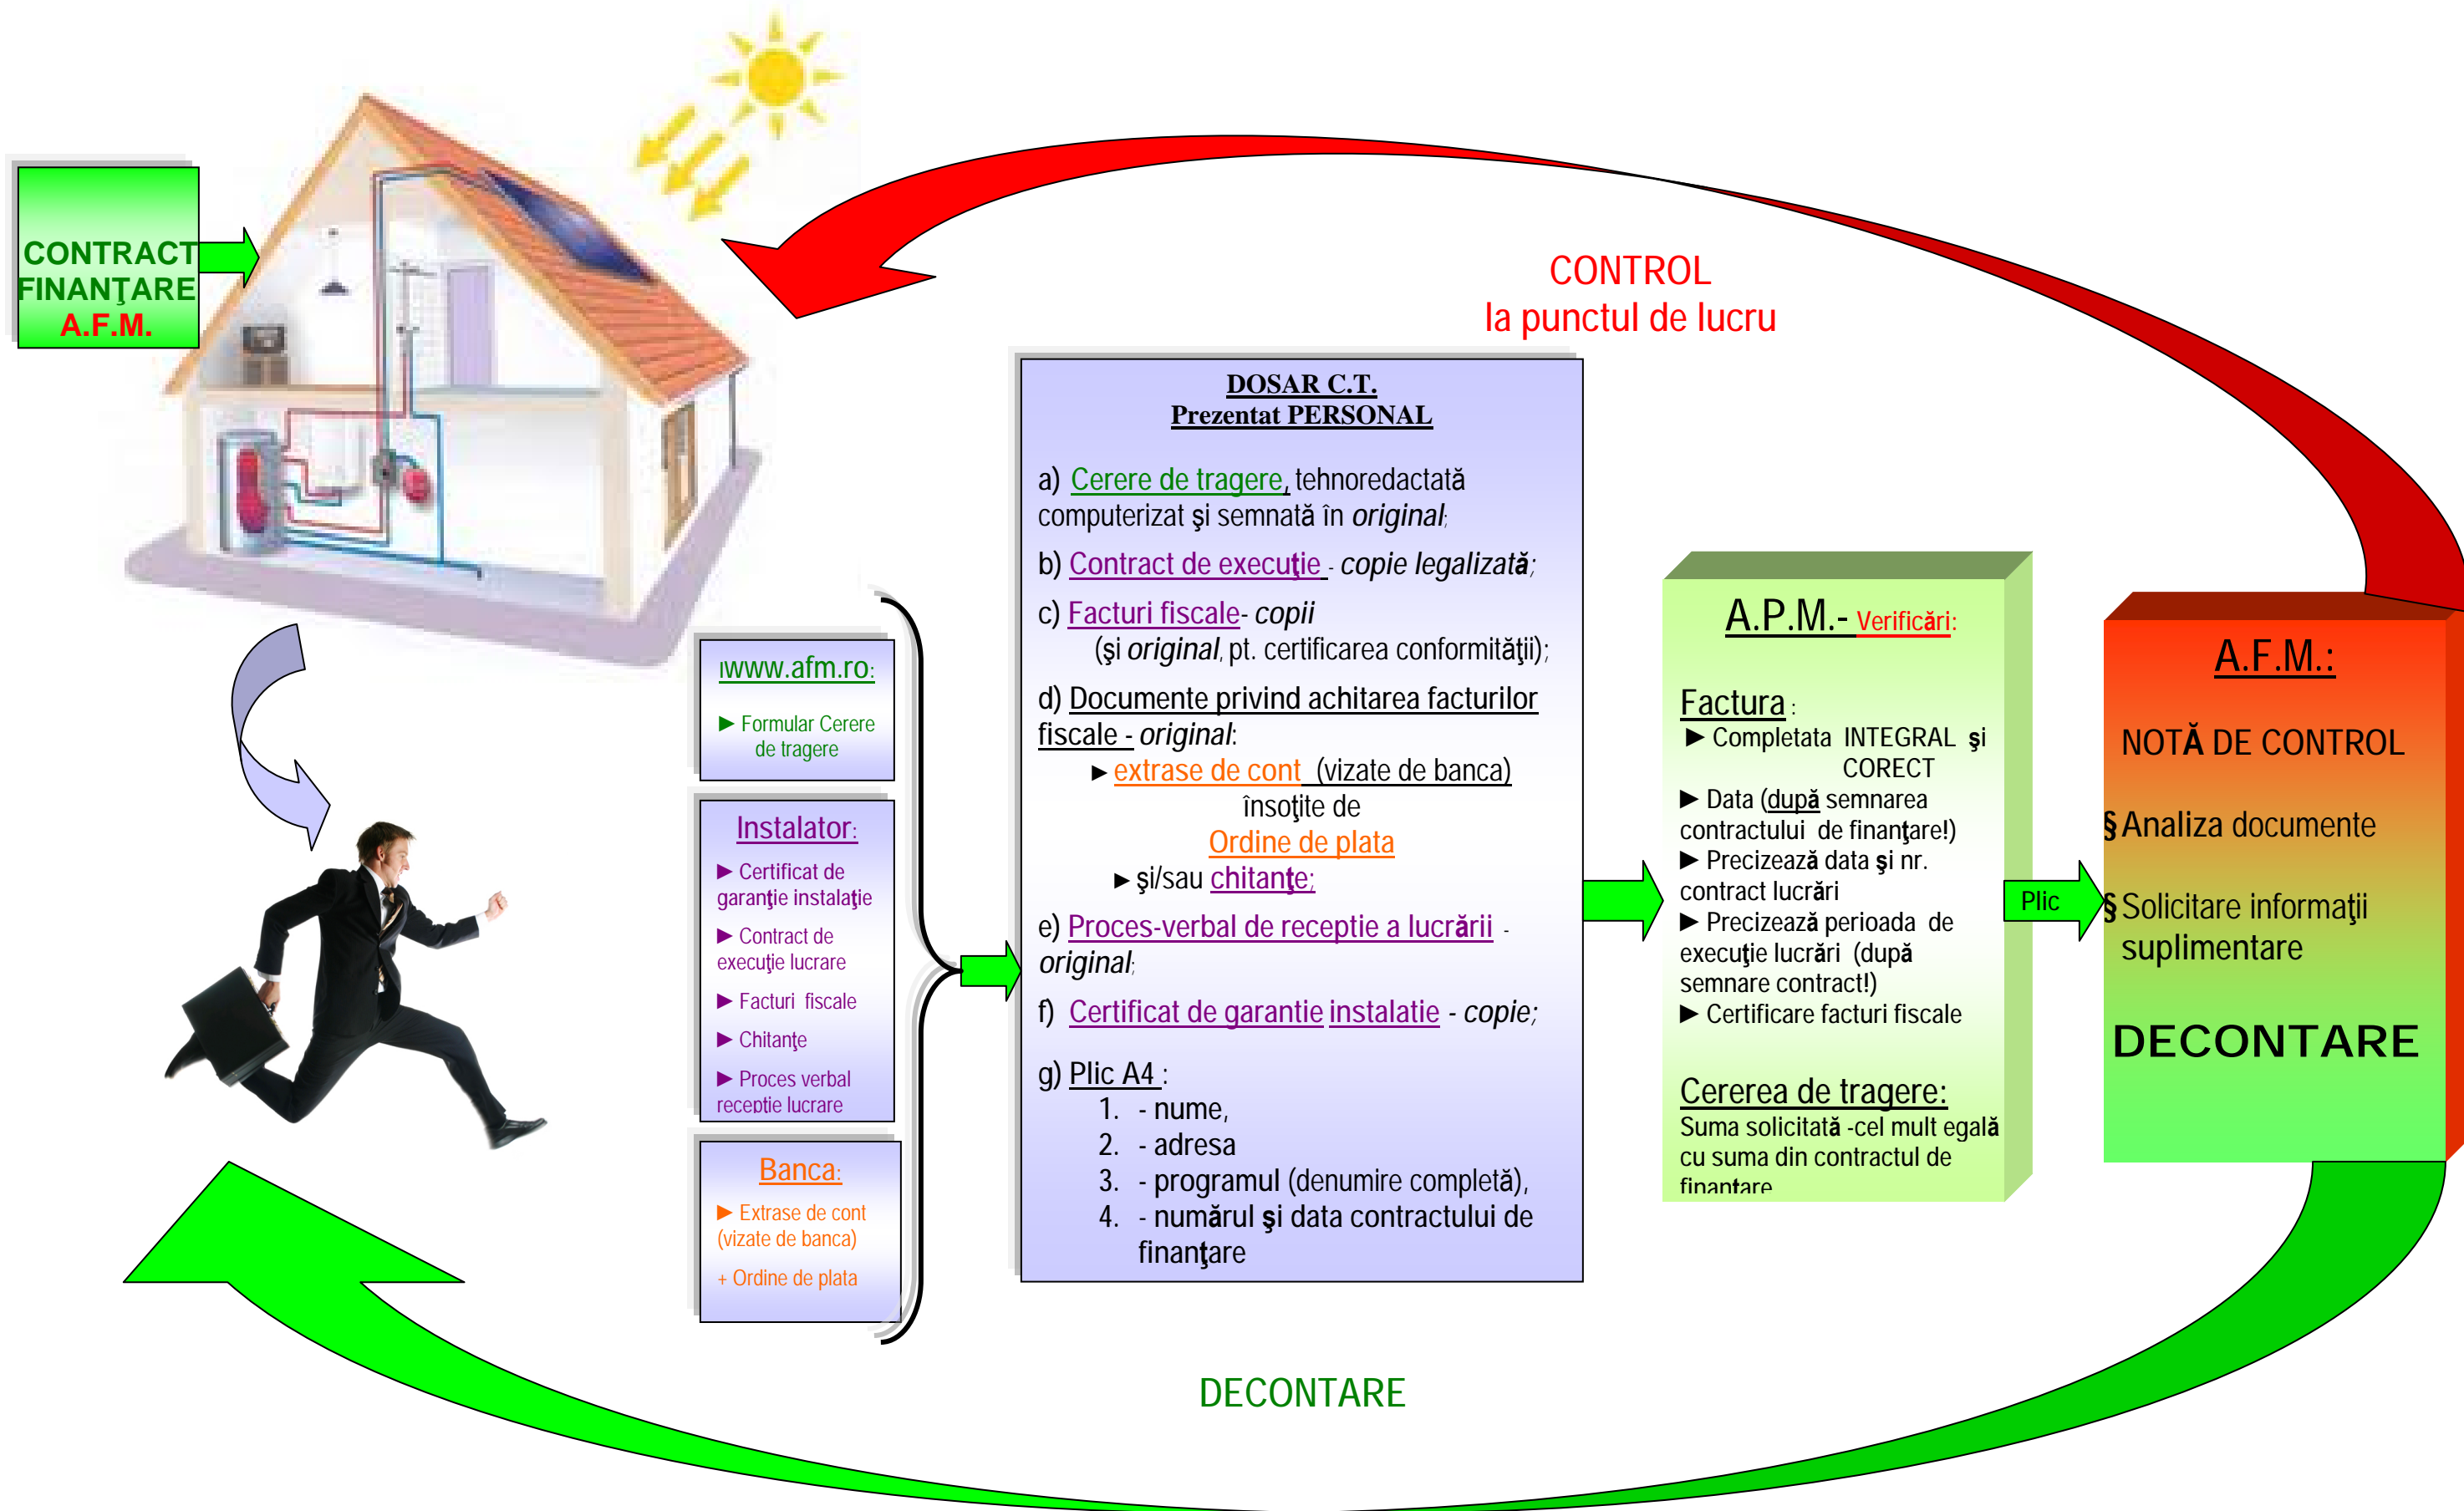 CONTRACT
FINANŢARE
A.F.M.
CONTROL
la punctul de lucru
www.afm.ro:
► Formular Cerere
de tragere
Instalator:
► Certificat de
garanţie instalaţie
► Contract de
execuţie lucrare
► Facturi fiscale
► Chitanţe
► Proces verbal
receptie lucrare
Banca:
► Extrase de cont
(vizate de banca)
+ Ordine de plata
DOSAR C.T.
Prezentat PERSONAL
a) Cerere de tragere, tehnoredactată
computerizat şi semnată în original;
b) Contract de execuţie - copie legalizată;
c) Facturi fiscale- copii
(şi original, pt. certificarea conformităţii);
d) Documente privind achitarea facturilor
fiscale - original:
► extrase de cont (vizate de banca)
însoţite de
Ordine de plata
► şi/sau chitanţe;
e) Proces-verbal de receptie a lucrării -
original;
f) Certificat de garantie instalatie - copie;
g) Plic A4 :
1. - nume,
2. - adresa
3. - programul (denumire completă),
4. - numărul şi data contractului de
finanţare
A.P.M.- Verificări:
Factura :
► Completata INTEGRAL şi
CORECT
► Data (după semnarea
contractului de finanţare!)
► Precizează data şi nr.
contract lucrări
► Precizează perioada de
execuţie lucrări (după
semnare contract!)
► Certificare facturi fiscale
Cererea de tragere:
Suma solicitată -cel mult egală
cu suma din contractul de
finanţare
Plic
A.F.M.:
NOTĂ DE CONTROL
§ Analiza documente
§ Solicitare informaţii
suplimentare
DECONTARE
DECONTARE